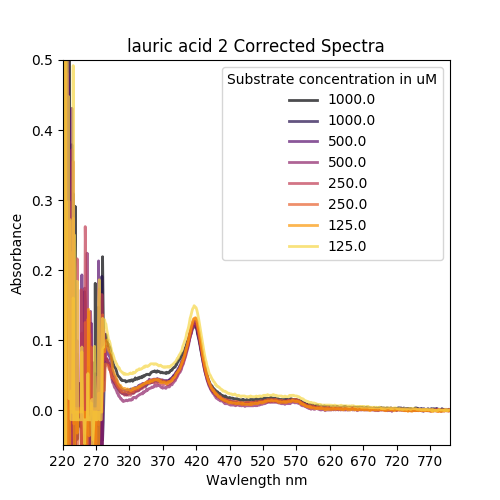 lauric acid 2 Corrected Spectra
Substrate concentration in uM
1000.0
1000.0
500.0
500.0
250.0
250.0
125.0
125.0
0.5
0.4
0.3
0.2
0.1
0.0
Absorbance
220 270 320 370 420 470 520 570 620 670 720 770
Wavlength nm